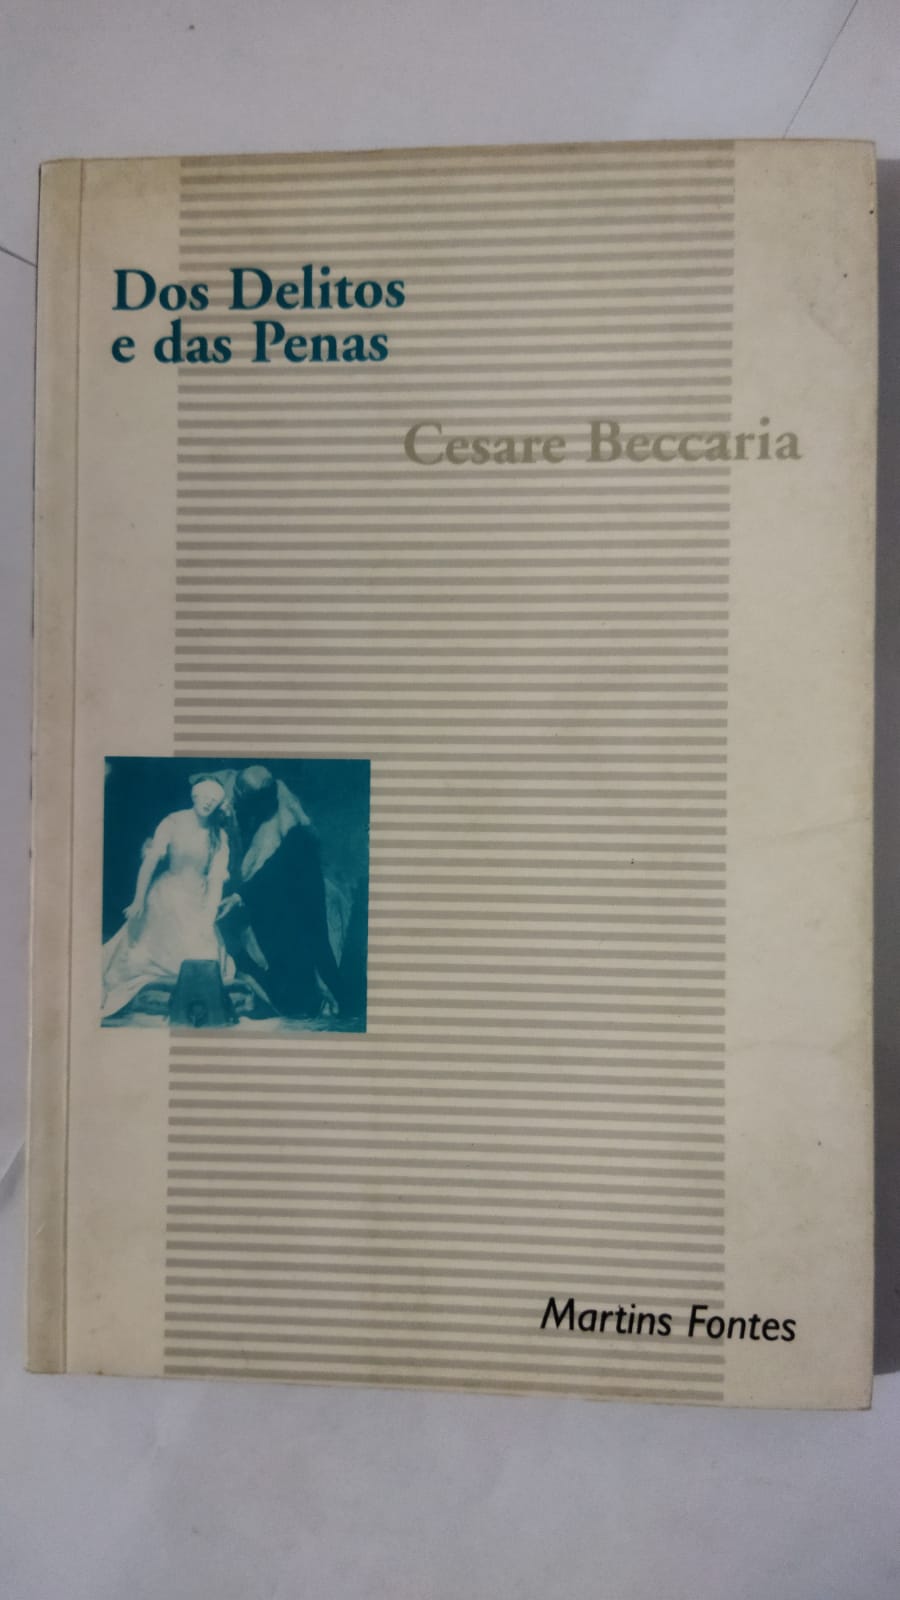 Dos Delitos
e das Penas
Cesare Beccaria
Martins Fontes